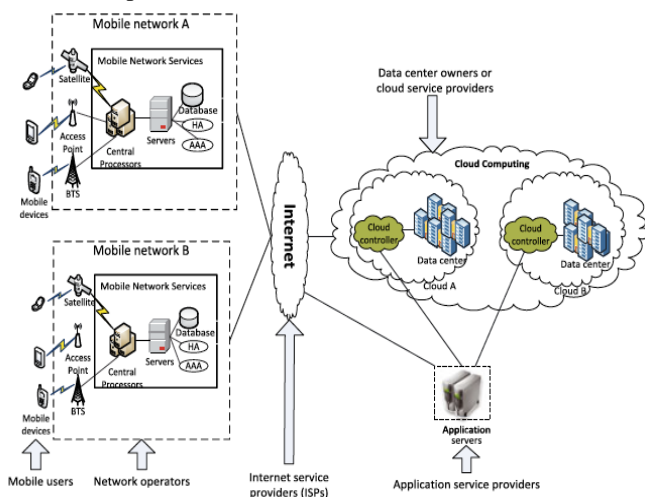 Mobile network A
Mobile Network Services
Satellite
Database
HA
AAA
Access
Point
Central
Processors
Servers
Mobile
devices
BTS
Mobile network B
Mobile Network Services
Satellite
Database
HA
AAA
Access
Point
Central
Processors
Servers
Mobile
devices
BTS
Mobile users
Network operators
Internet
Internet service
providers (ISPs)
Data center owners or
cloud service providers
Cloud Computing
Cloud
controller
Data center
Cloud A
Cloud
controller
Data center
Cloud B
Application
servers
Application service providers